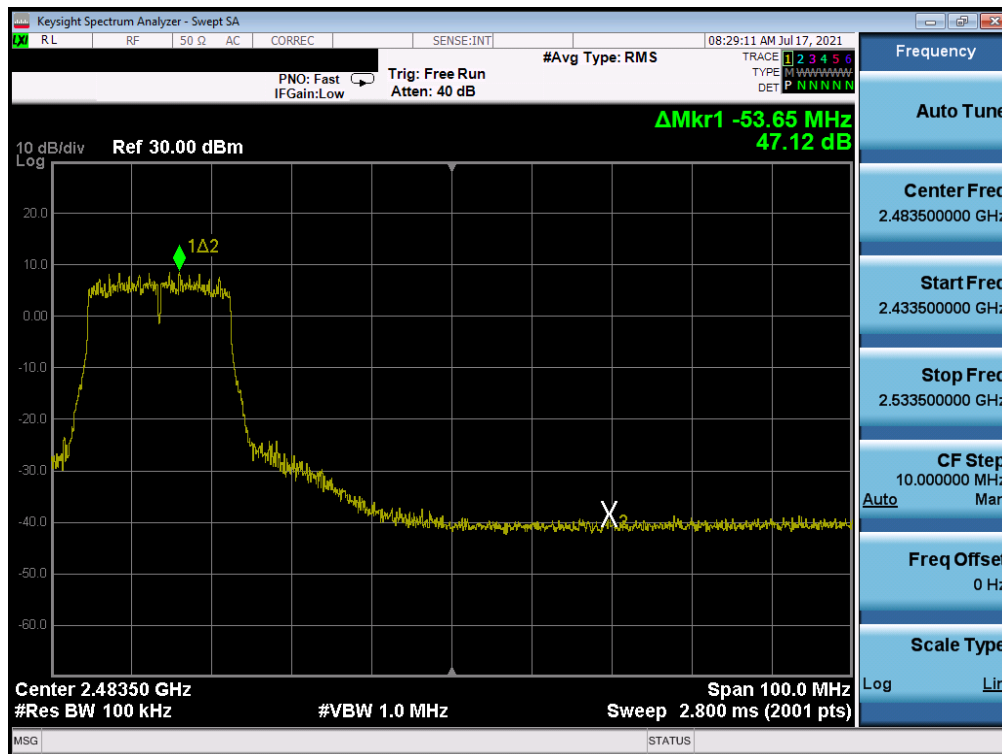 Keysight Spectrum Analyzer - Swept SA
LXI RL RF 50 Ω AC CORREC SENSE:INT 08:29:11 AM Jul 17, 2021
#Avg Type: RMS
TRACE 1 2 3 4 5 6
TYPE M W W W W W
DET P N N N N N
PNO: Fast
IFGain:Low
Trig: Free Run
Atten: 40 dB
ΔMkr1 -53.65 MHz
47.12 dB
10 dB/div Ref 30.00 dBm
Log
20.0
10.0
0.00
-10.0
-20.0
-30.0
-40.0
-50.0
-60.0
1Δ2
X2
Center 2.48350 GHz
Span 100.0 MHz
#Res BW 100 kHz
#VBW 1.0 MHz
Sweep 2.800 ms (2001 pts)
MSG
STATUS
Frequency
Auto Tune
Center Freq
2.483500000 GHz
Start Freq
2.433500000 GHz
Stop Freq
2.533500000 GHz
CF Step
10.000000 MHz
Auto Man
Freq Offset
0 Hz
Scale Type
Log Lin